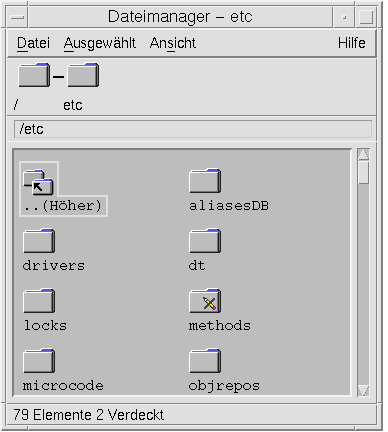 Dateimanager – etc
Datei Ausgewählt Ansicht Hilfe
/ etc
/etc
..(Höher) aliasesDB
drivers dt
locks methods
microcode objrepos
79 Elemente 2 Verdeckt